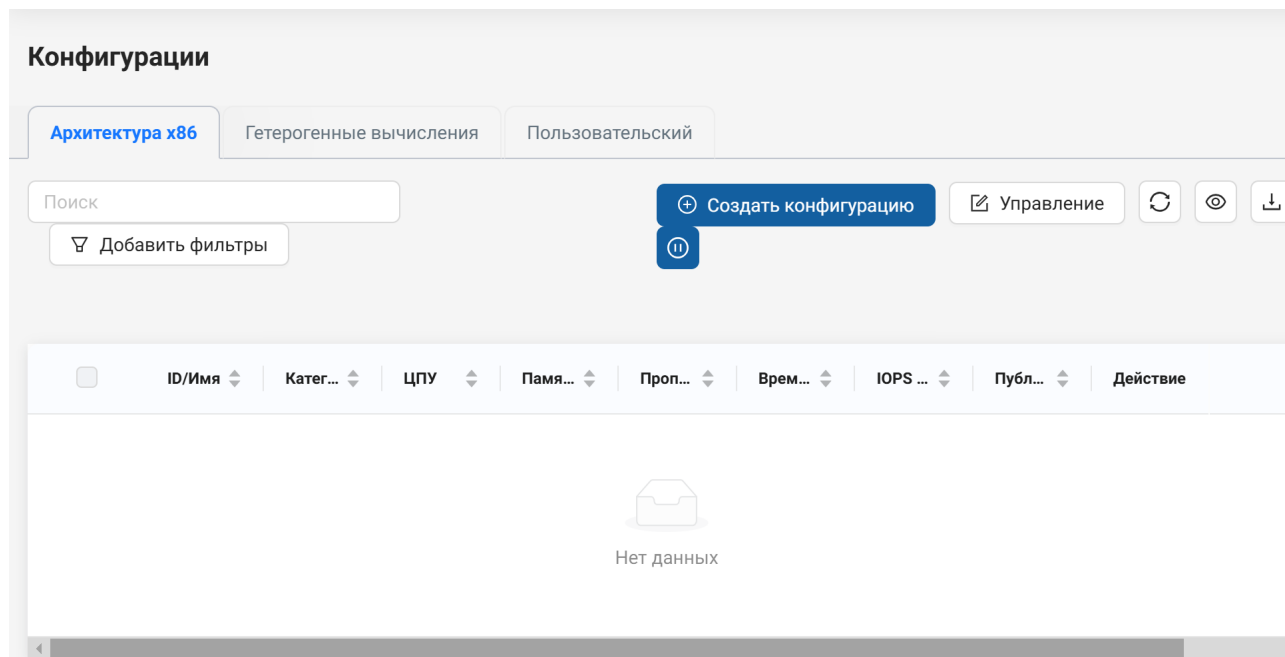 Конфигурации
Архитектура x86 Гетерогенные вычисления Пользовательский
Поиск Создать конфигурацию Управление
Добавить фильтры
ID/Имя Катег... ЦПУ Памя... Проп... Врем... IOPS ... Публ... Действие
Нет данных